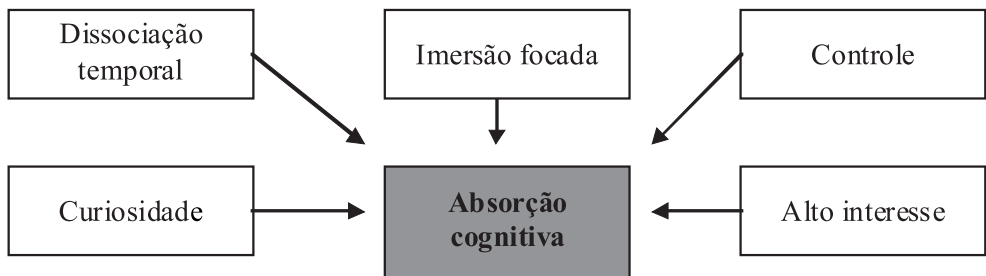 Dissociação
temporal
Imersão focada
Controle
Curiosidade
Absorção
cognitiva
Alto interesse